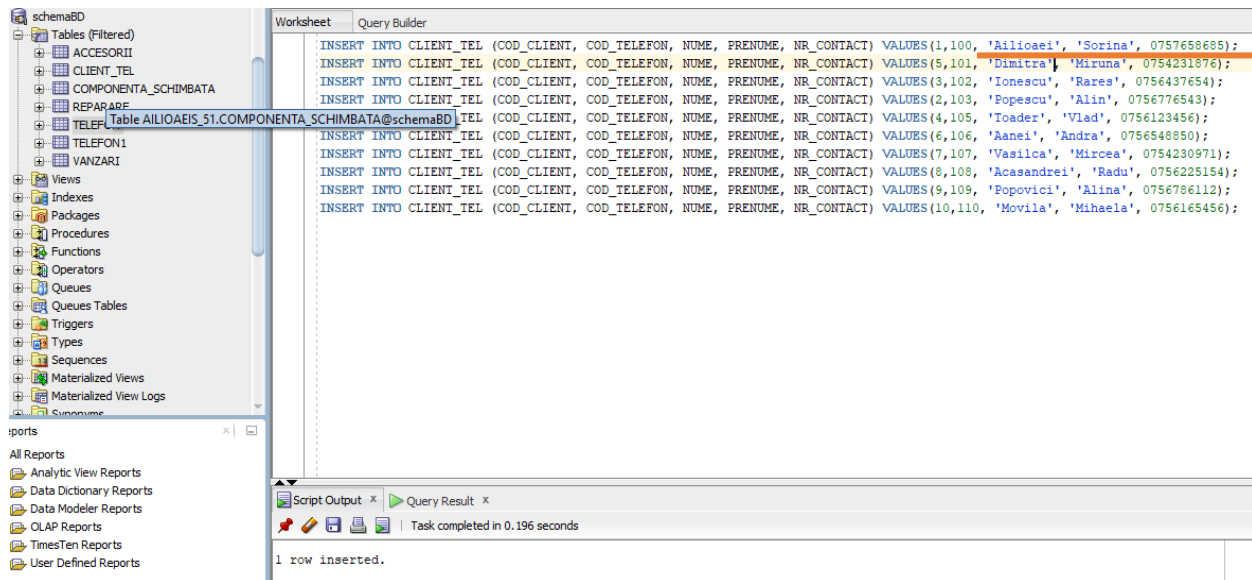 schemaBD
Tables (Filtered)
ACCESORII
CLIENT_TEL
COMPONENTA_SCHIMBATA
REPARARE
Table AILIOAEIS_51.COMPONENTA_SCHIMBATA@schemaBD
TELEFON1
VANZARI
Views
Indexes
Packages
Procedures
Functions
Operators
Queues
Queues Tables
Triggers
Types
Sequences
Materialized Views
Materialized View Logs
Synonyms
All Reports
Analytic View Reports
Data Dictionary Reports
Data Modeler Reports
OLAP Reports
TimesTen Reports
User Defined Reports
Worksheet Query Builder
INSERT INTO CLIENT_TEL (COD_CLIENT, COD_TELEFON, NUME, PRENUME, NR_CONTACT) VALUES(1,100, 'Ailioaei', 'Sorina', 0757658685);
INSERT INTO CLIENT_TEL (COD_CLIENT, COD_TELEFON, NUME, PRENUME, NR_CONTACT) VALUES(5,101, 'Dimitra', 'Miruna', 0754231876);
INSERT INTO CLIENT_TEL (COD_CLIENT, COD_TELEFON, NUME, PRENUME, NR_CONTACT) VALUES(3,102, 'Ionescu', 'Rares', 0756437654);
INSERT INTO CLIENT_TEL (COD_CLIENT, COD_TELEFON, NUME, PRENUME, NR_CONTACT) VALUES(2,103, 'Popescu', 'Alin', 0756776543);
INSERT INTO CLIENT_TEL (COD_CLIENT, COD_TELEFON, NUME, PRENUME, NR_CONTACT) VALUES(4,105, 'Toader', 'Vlad', 0756123456);
INSERT INTO CLIENT_TEL (COD_CLIENT, COD_TELEFON, NUME, PRENUME, NR_CONTACT) VALUES(6,106, 'Aanei', 'Andra', 0756548850);
INSERT INTO CLIENT_TEL (COD_CLIENT, COD_TELEFON, NUME, PRENUME, NR_CONTACT) VALUES(7,107, 'Vasilca', 'Mircea', 0754230971);
INSERT INTO CLIENT_TEL (COD_CLIENT, COD_TELEFON, NUME, PRENUME, NR_CONTACT) VALUES(8,108, 'Acasandrei', 'Radu', 0756225154);
INSERT INTO CLIENT_TEL (COD_CLIENT, COD_TELEFON, NUME, PRENUME, NR_CONTACT) VALUES(9,109, 'Popovici', 'Alina', 0756786112);
INSERT INTO CLIENT_TEL (COD_CLIENT, COD_TELEFON, NUME, PRENUME, NR_CONTACT) VALUES(10,110, 'Movila', 'Mihaela', 0756165456);
Script Output x Query Result x
Task completed in 0.196 seconds
1 row inserted.